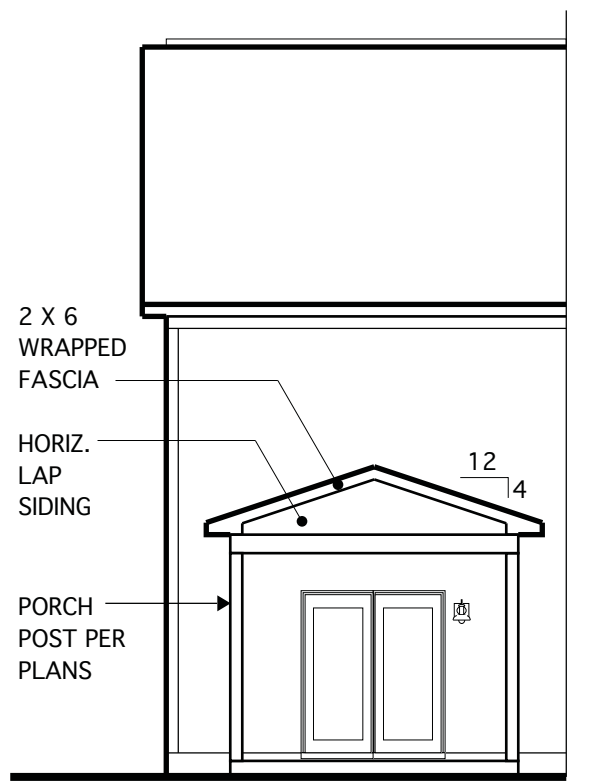 2 X 6
WRAPPED
FASCIA
HORIZ.
LAP
SIDING
12
4
PORCH
POST PER
PLANS